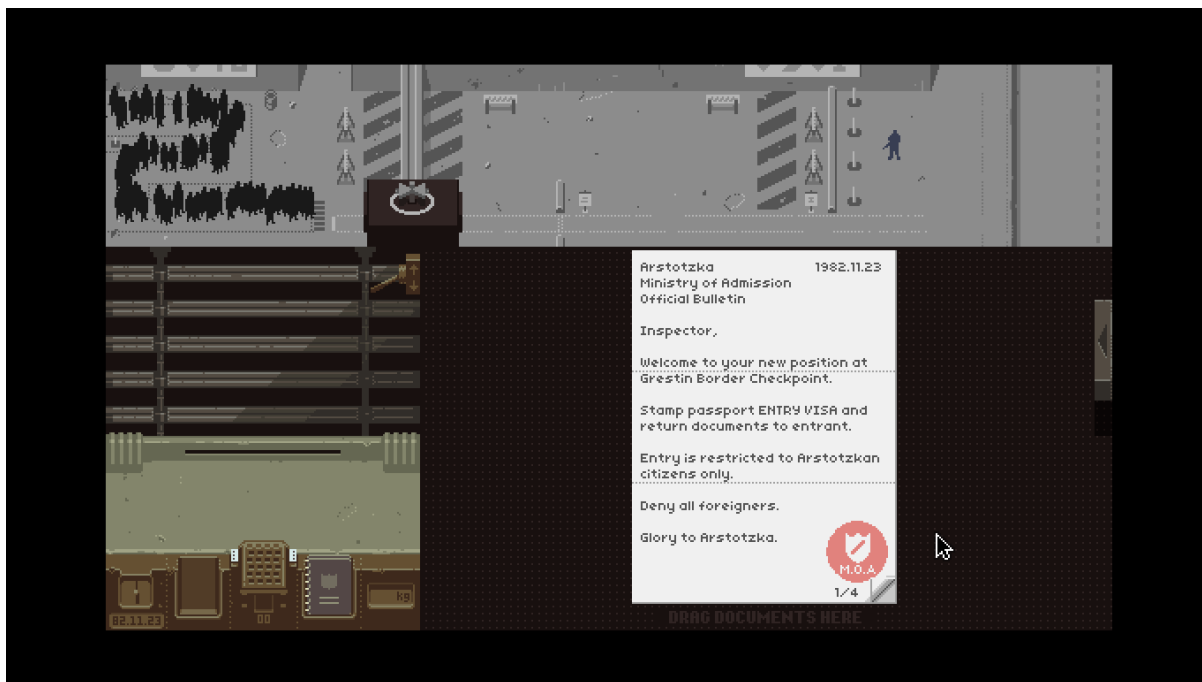 Arstotzka 1982.11.23
Ministry of Admission
Official Bulletin
Inspector,
Welcome to your new position at
Grestin Border Checkpoint.
Stamp passport ENTRY VISA and
return documents to entrant.
Entry is restricted to Arstotzkan
citizens only.
Deny all foreigners.
Glory to Arstotzka.
M.O.A
1/4
kg
82.11.23
00
DRAG DOCUMENTS HERE